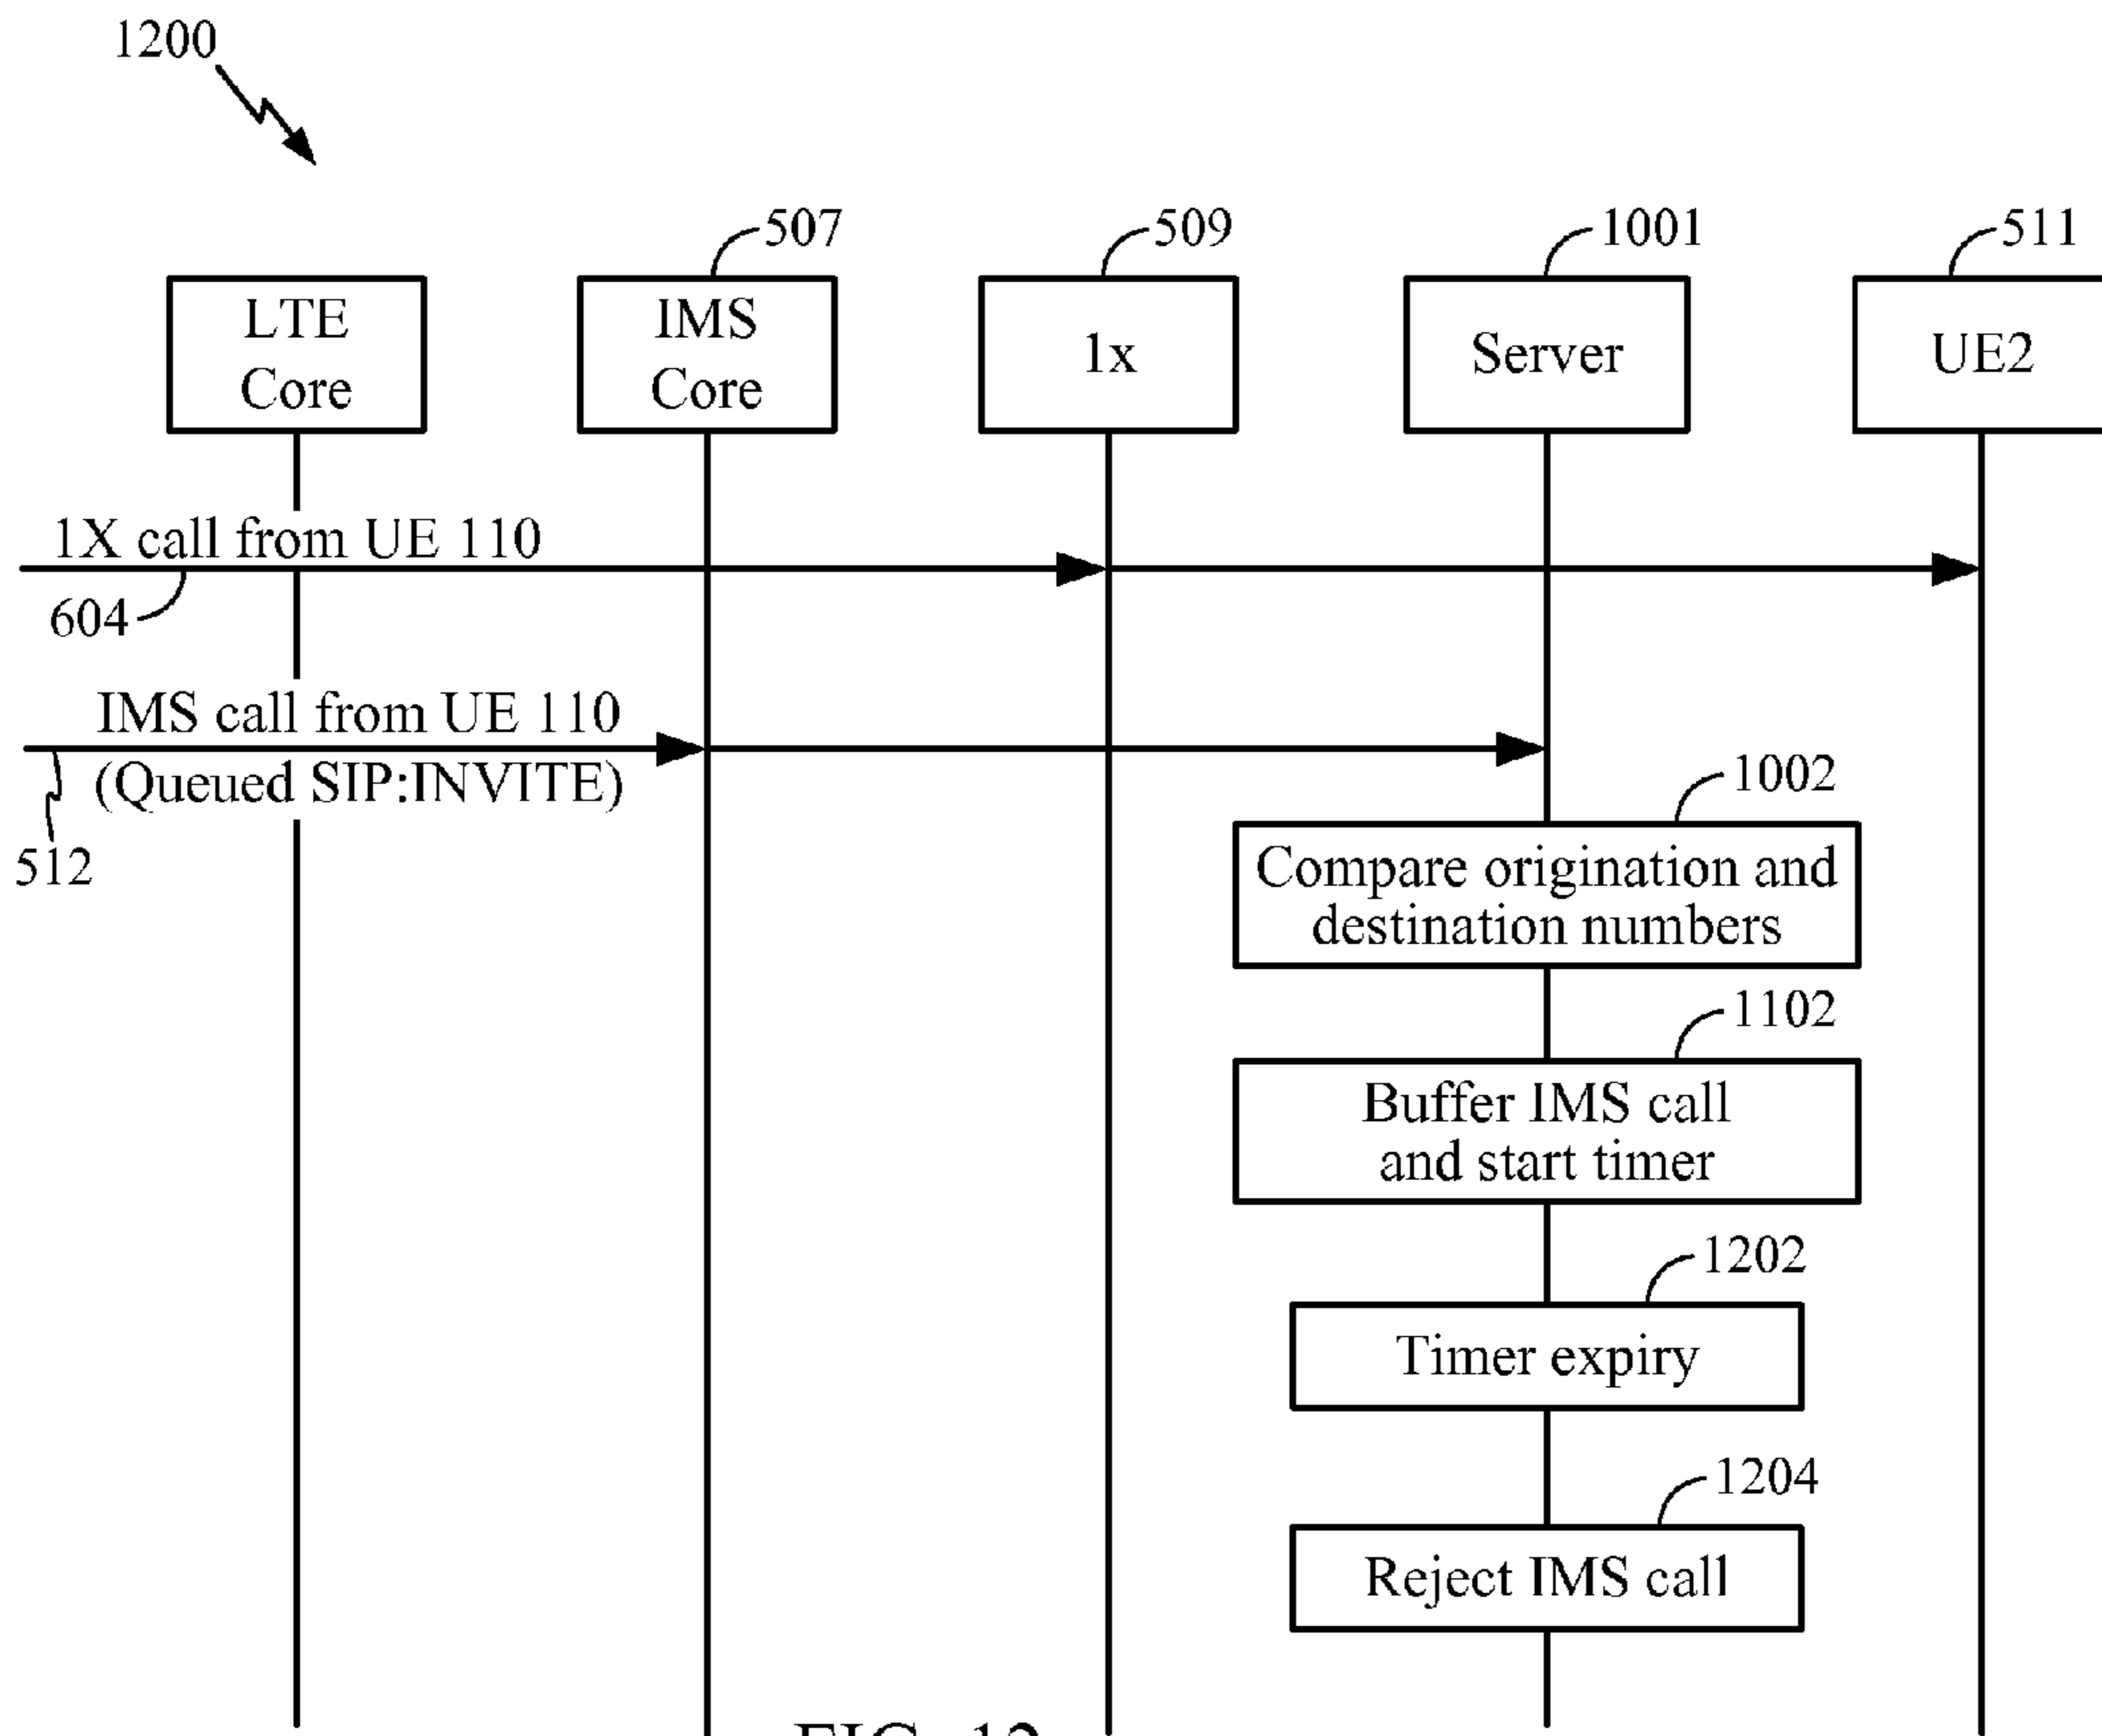 1200
507
509
1001
511
LTE
Core
IMS
Core
1x
Server
UE2
1X call from UE 110
604
IMS call from UE 110
(Queued SIP:INVITE)
512
1002
Compare origination and
destination numbers
1102
Buffer IMS call
and start timer
1202
Timer expiry
1204
Reject IMS call
FIG. 12